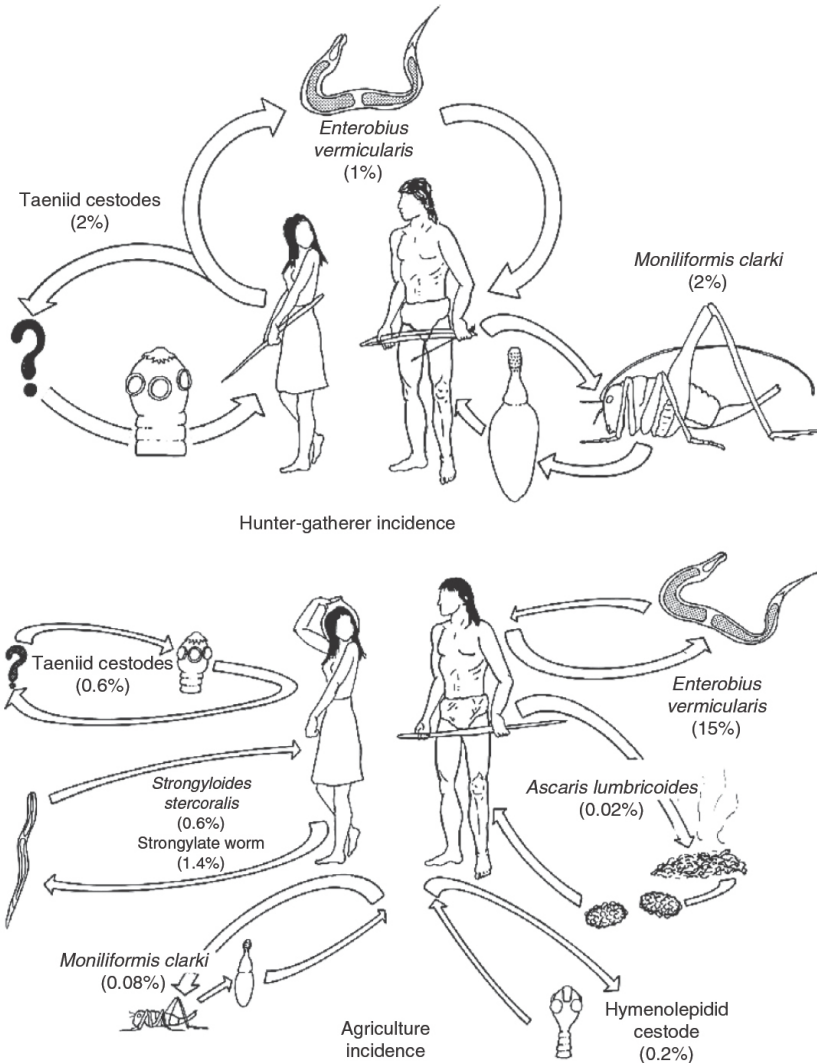 Enterobius
vermicularis
(1%)
Taeniid cestodes
(2%)
Moniliformis clarki
(2%)
?
Hunter-gatherer incidence
?
Taeniid cestodes
(0.6%)
Enterobius
vermicularis
(15%)
Strongyloides
stercoralis
(0.6%)
Strongylate worm
(1.4%)
Ascaris lumbricoides
(0.02%)
Moniliformis clarki
(0.08%)
Hymenolepidid
cestode
(0.2%)
Agriculture
incidence